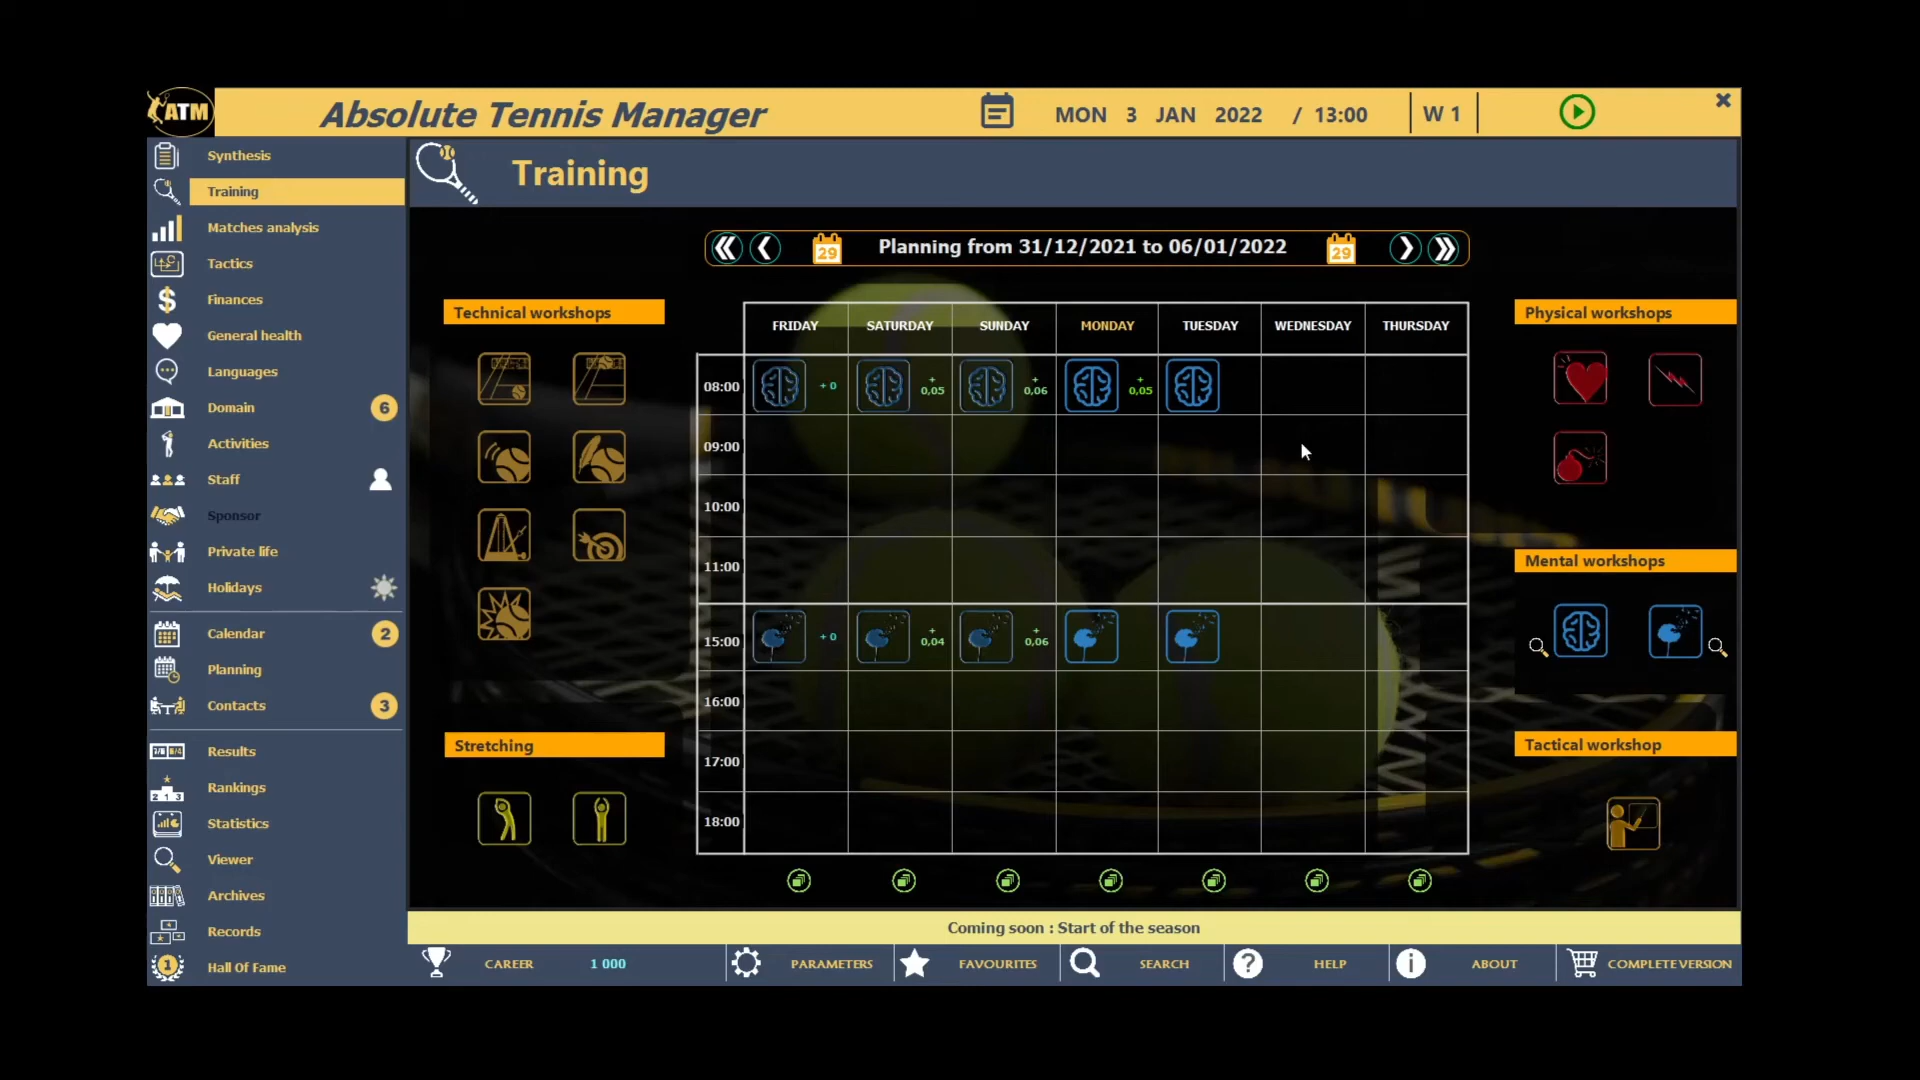 ATM
Absolute Tennis Manager
MON 3 JAN 2022 / 13:00
W 1
Synthesis
Training
Matches analysis
Tactics
Finances
General health
Languages
Domain 6
Activities
Staff
Sponsor
Private life
Holidays
Calendar 2
Planning
Contacts 3
Results
Rankings
Statistics
Viewer
Archives
Records
Hall Of Fame
Training
29 Planning from 31/12/2021 to 06/01/2022 29
Technical workshops
Stretching
FRIDAY SATURDAY SUNDAY MONDAY TUESDAY WEDNESDAY THURSDAY
08:00 + 0 + 0,05 + 0,06 + 0,05
09:00
10:00
11:00
15:00 + 0 + 0,04 + 0,06
16:00
17:00
18:00
Physical workshops
Mental workshops
Tactical workshop
Coming soon : Start of the season
CAREER 1 000 PARAMETERS FAVOURITES SEARCH HELP ABOUT COMPLETE VERSION